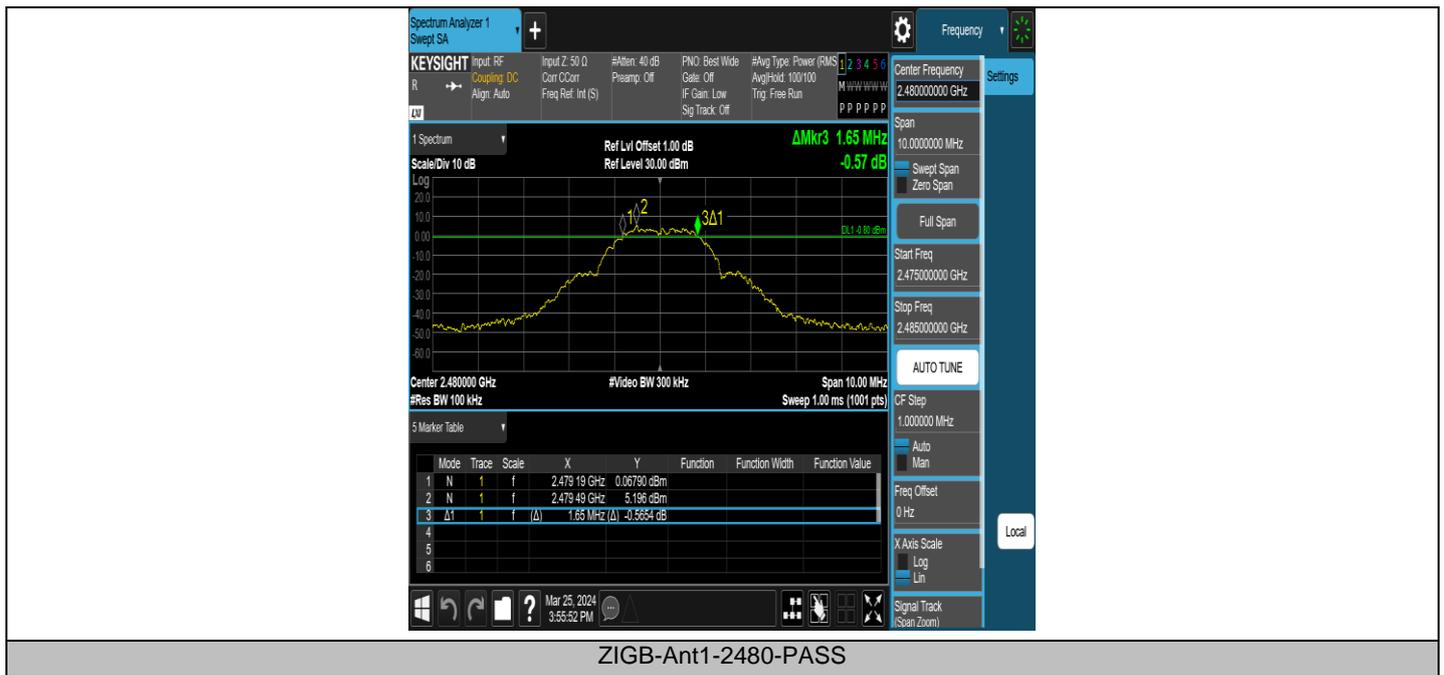 Spectrum Analyzer 1
Swept SA
+
Frequency
KEYSIGHT
Input: RF
Coupling: DC
Align: Auto
R
LXI
Input Z: 50 Ω
Corr CCorr
Freq Ref: Int (S)
#Atten: 40 dB
Preamp: Off
PNO: Best Wide
Gate: Off
IF Gain: Low
Sig Track: Off
#Avg Type: Power (RMS
Avg|Hold: 100/100
Trig: Free Run
1 2 3 4 5 6
M W W W W W
P P P P P P
Center Frequency
2.480000000 GHz
Settings
Span
10.0000000 MHz
Swept Span
Zero Span
Full Span
Start Freq
2.475000000 GHz
Stop Freq
2.485000000 GHz
AUTO TUNE
CF Step
1.000000 MHz
Auto
Man
Freq Offset
0 Hz
X Axis Scale
Log
Lin
Signal Track
(Span Zoom)
Local
1 Spectrum
Scale/Div 10 dB
Ref Lvl Offset 1.00 dB
Ref Level 30.00 dBm
ΔMkr3 1.65 MHz
-0.57 dB
Log
20.0
10.0
0.00
-10.0
-20.0
-30.0
-40.0
-50.0
-60.0
1
2
3Δ1
DL1 -0.80 dBm
Center 2.480000 GHz
#Video BW 300 kHz
Span 10.00 MHz
#Res BW 100 kHz
Sweep 1.00 ms (1001 pts)
5 Marker Table
Mode Trace Scale X Y Function Function Width Function Value
1 N 1 f 2.479 19 GHz 0.06790 dBm
2 N 1 f 2.479 49 GHz 5.196 dBm
3 Δ1 1 f (Δ) 1.65 MHz (Δ) -0.5654 dB
4
5
6
?
Mar 25, 2024
3:55:52 PM
ZIGB-Ant1-2480-PASS